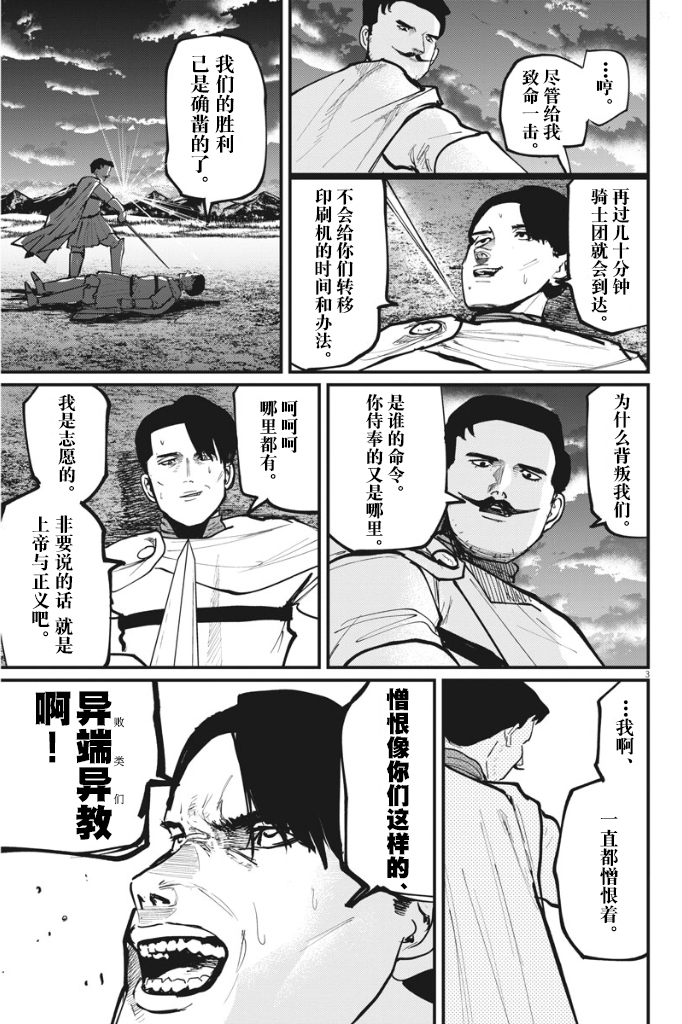 …哼。
尽管给我
致命一击。
我们的胜利
已是确凿的了。
再过几十分钟
骑士团就会到达。
不会给你们转移
印刷机的时间和办法。
为什么背叛我们。
是谁的命令。
你侍奉的又是哪里。
呵呵呵
哪里都有。
我是志愿的。
非要说的话 就是
上帝与正义吧。
3
…我啊、
一直都憎恨着。
憎恨像你们这样的、
异端异教
败类们
啊！